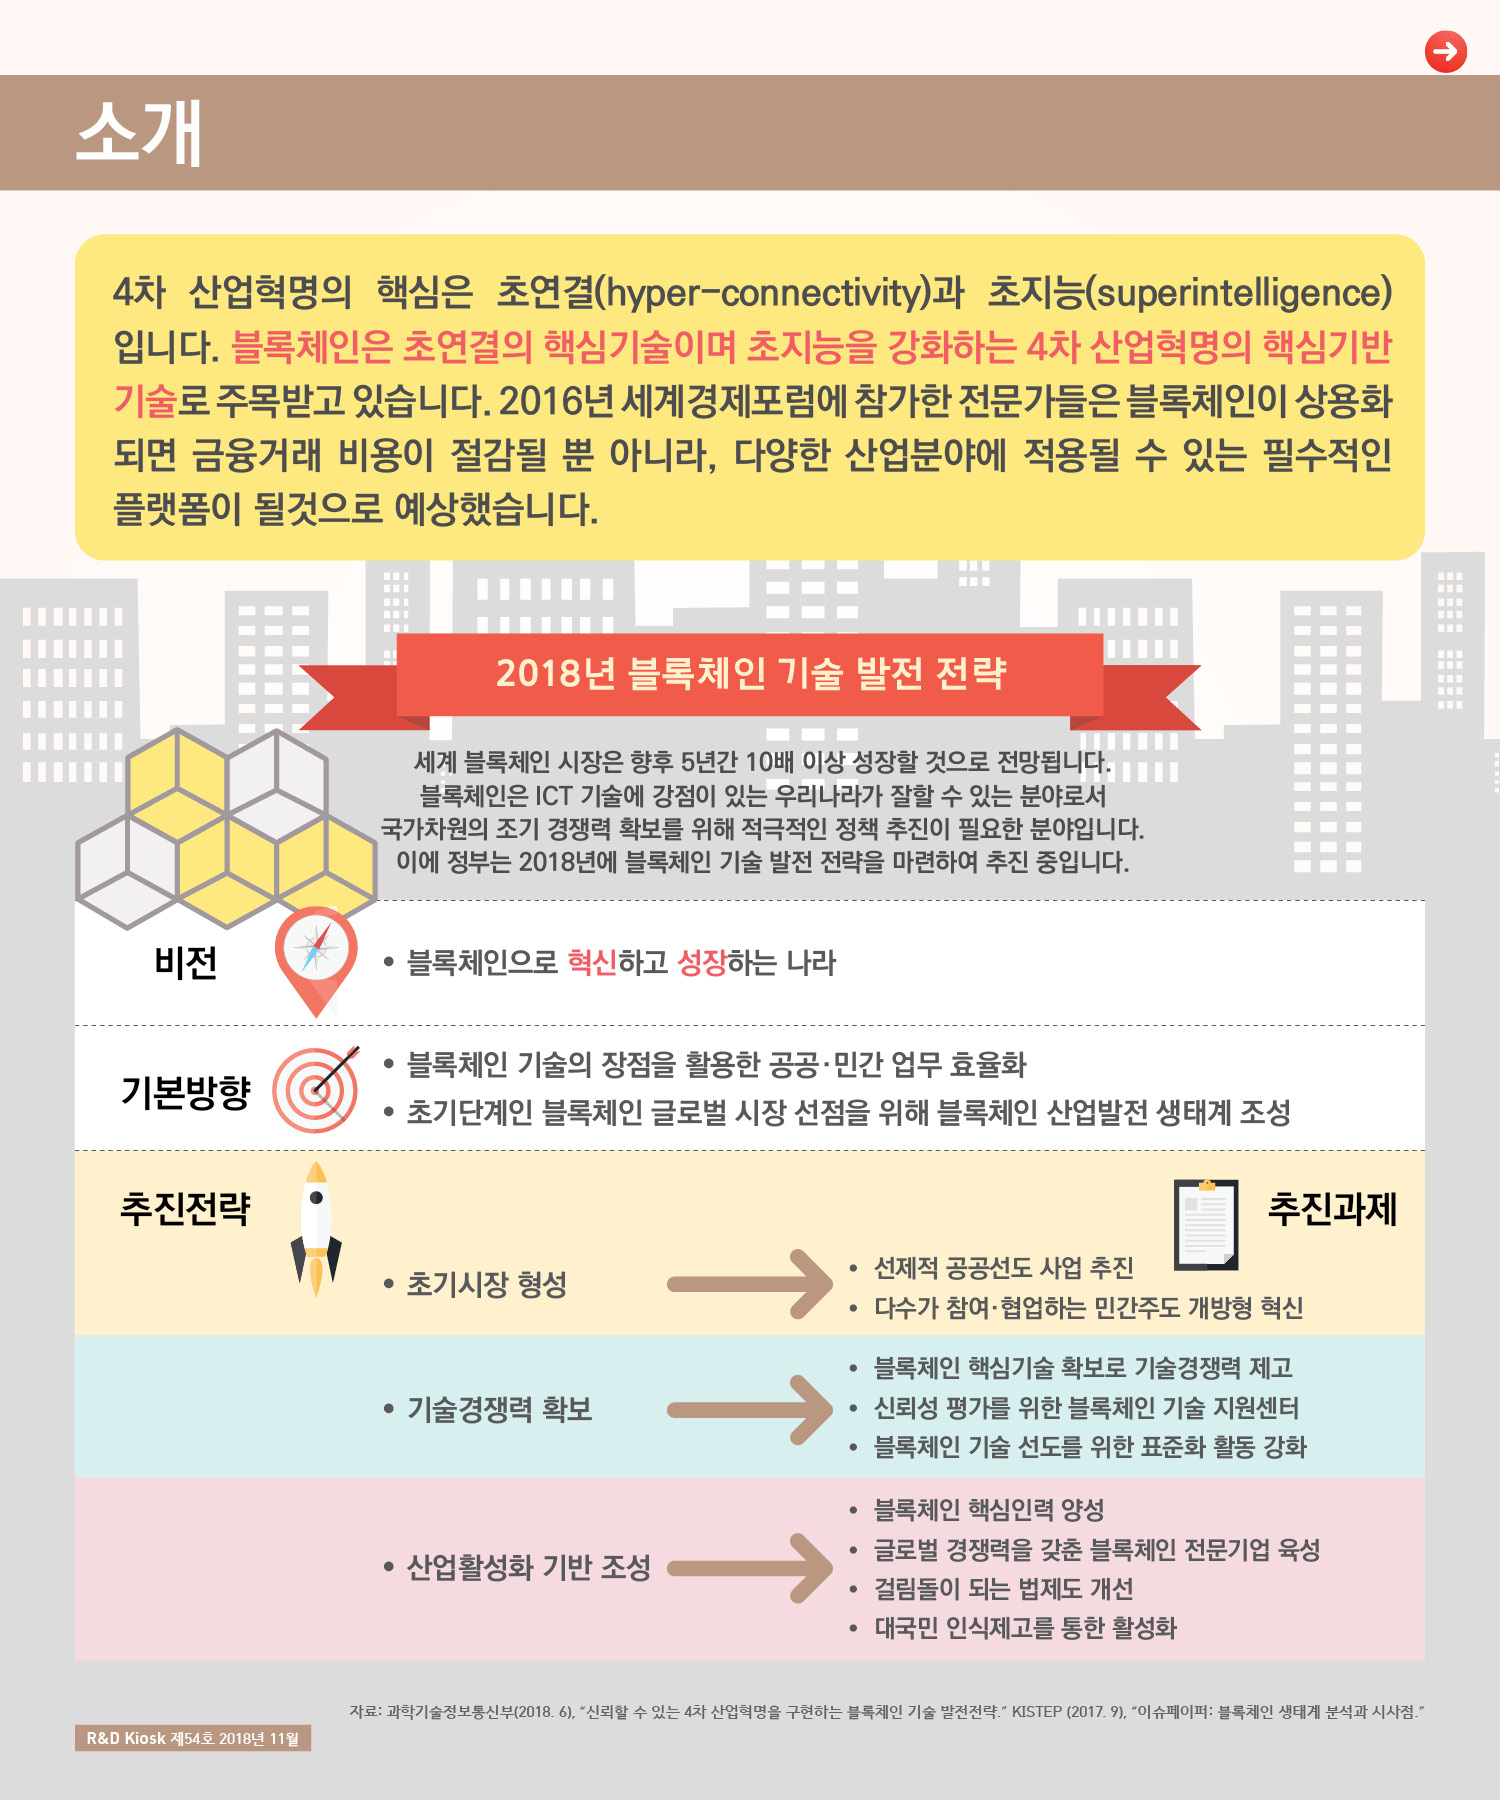 소개
4차 산업혁명의 핵심은 초연결(hyper-connectivity)과 초지능(superintelligence)
입니다. 블록체인은 초연결의 핵심기술이며 초지능을 강화하는 4차 산업혁명의 핵심기반
기술로 주목받고 있습니다. 2016년 세계경제포럼에 참가한 전문가들은 블록체인이 상용화
되면 금융거래 비용이 절감될 뿐 아니라, 다양한 산업분야에 적용될 수 있는 필수적인
플랫폼이 될것으로 예상했습니다.
2018년 블록체인 기술 발전 전략
세계 블록체인 시장은 향후 5년간 10배 이상 성장할 것으로 전망됩니다.
블록체인은 ICT 기술에 강점이 있는 우리나라가 잘할 수 있는 분야로서
국가차원의 조기 경쟁력 확보를 위해 적극적인 정책 추진이 필요한 분야입니다.
이에 정부는 2018년에 블록체인 기술 발전 전략을 마련하여 추진 중입니다.
비전
• 블록체인으로 혁신하고 성장하는 나라
기본방향
• 블록체인 기술의 장점을 활용한 공공·민간 업무 효율화
• 초기단계인 블록체인 글로벌 시장 선점을 위해 블록체인 산업발전 생태계 조성
추진전략
추진과제
• 초기시장 형성
• 선제적 공공선도 사업 추진
• 다수가 참여·협업하는 민간주도 개방형 혁신
• 기술경쟁력 확보
• 블록체인 핵심기술 확보로 기술경쟁력 제고
• 신뢰성 평가를 위한 블록체인 기술 지원센터
• 블록체인 기술 선도를 위한 표준화 활동 강화
• 산업활성화 기반 조성
• 블록체인 핵심인력 양성
• 글로벌 경쟁력을 갖춘 블록체인 전문기업 육성
• 걸림돌이 되는 법제도 개선
• 대국민 인식제고를 통한 활성화
자료: 과학기술정보통신부(2018. 6), “신뢰할 수 있는 4차 산업혁명을 구현하는 블록체인 기술 발전전략.” KISTEP (2017. 9), “이슈페이퍼: 블록체인 생태계 분석과 시사점.”
R&D Kiosk 제54호 2018년 11월